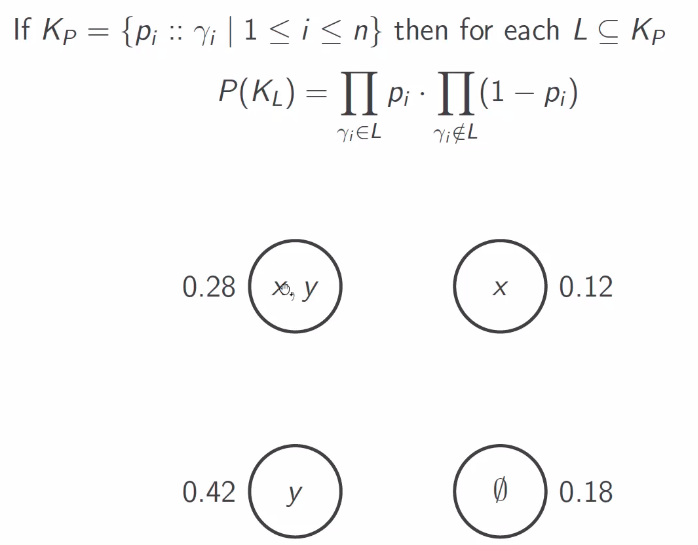 If K_P = {p_i :: γ_i | 1 ≤ i ≤ n} then for each L ⊆ K_P
P(K_L) = ∏_{γ_i∈L} p_i · ∏_{γ_i∉L} (1 − p_i)
0.28 x, y x 0.12
0.42 y ∅ 0.18